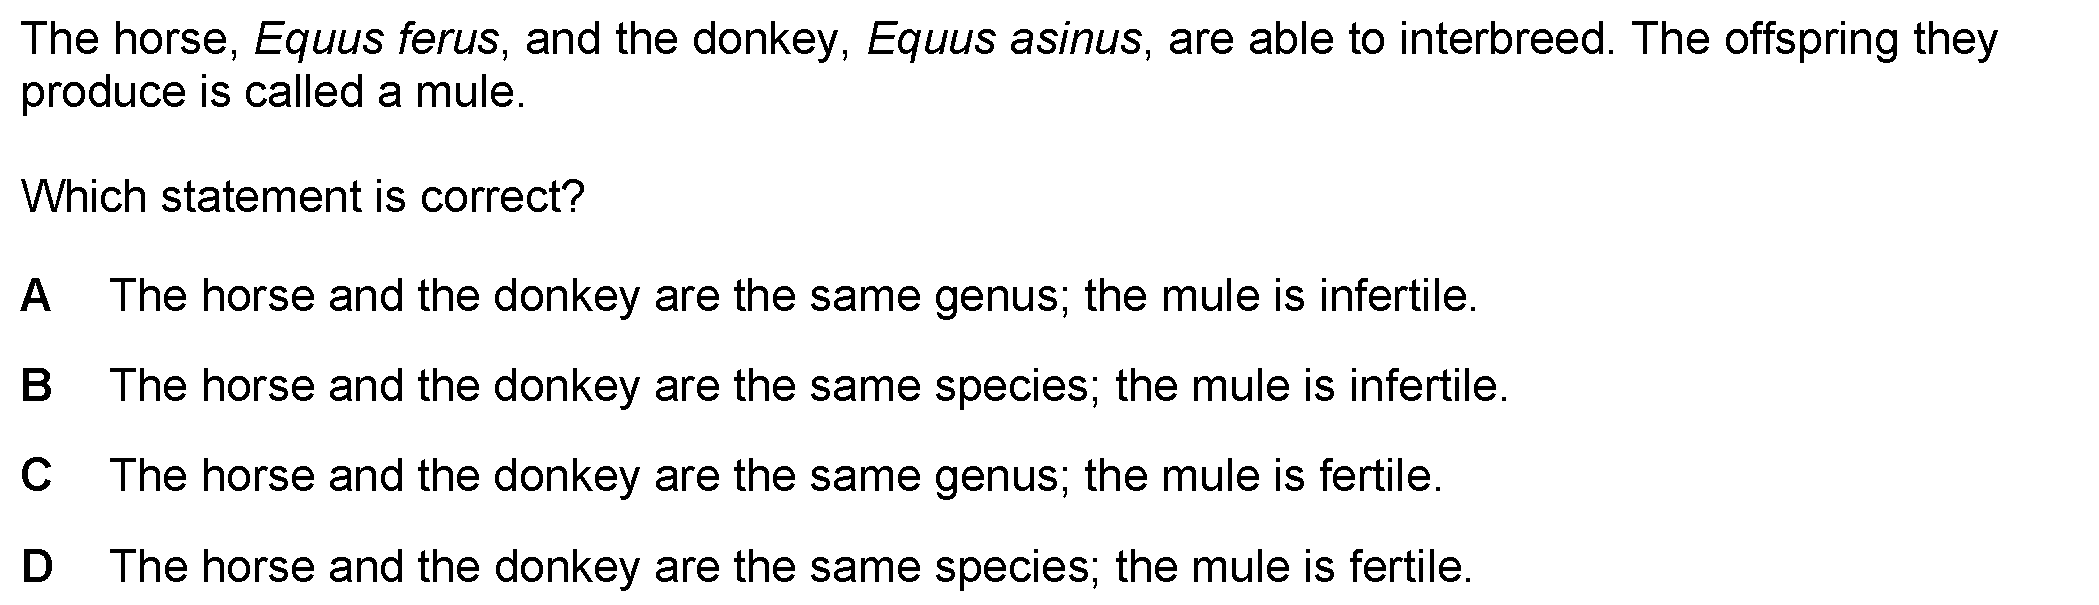 The horse, Equus ferus, and the donkey, Equus asinus, are able to interbreed. The offspring they
produce is called a mule.
Which statement is correct?
A The horse and the donkey are the same genus; the mule is infertile.
B The horse and the donkey are the same species; the mule is infertile.
C The horse and the donkey are the same genus; the mule is fertile.
D The horse and the donkey are the same species; the mule is fertile.